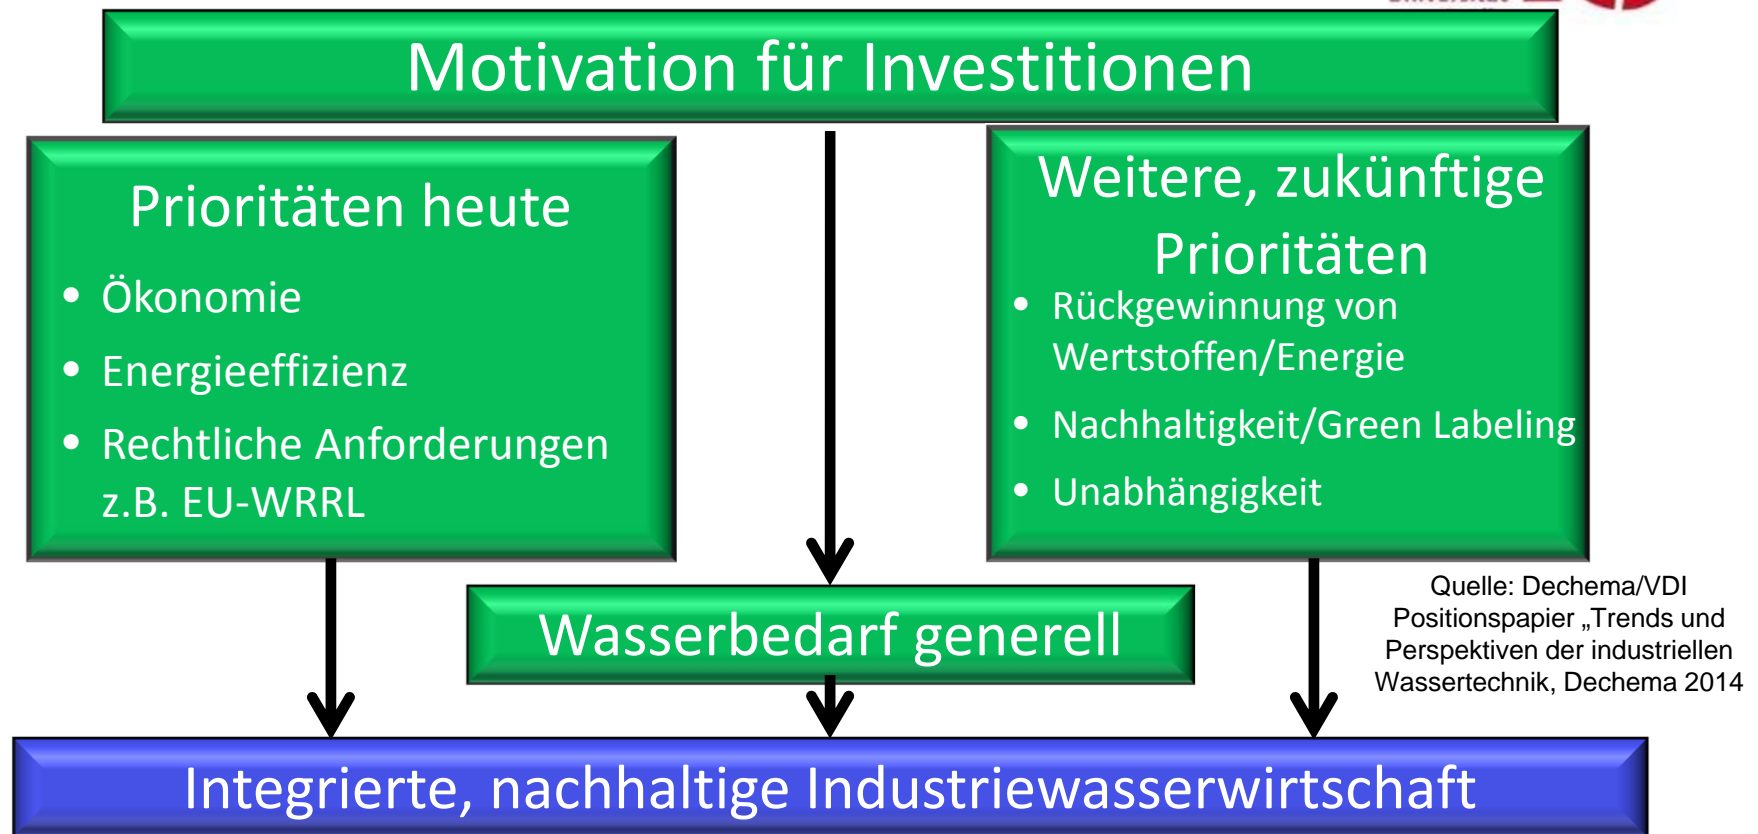 Motivation für Investitionen
Prioritäten heute
• Ökonomie
• Energieeffizienz
• Rechtliche Anforderungen
z.B. EU-WRRL
Weitere, zukünftige
Prioritäten
• Rückgewinnung von
Wertstoffen/Energie
• Nachhaltigkeit/Green Labeling
• Unabhängigkeit
Wasserbedarf generell
Quelle: Dechema/VDI
Positionspapier „Trends und
Perspektiven der industriellen
Wassertechnik, Dechema 2014
Integrierte, nachhaltige Industriewasserwirtschaft